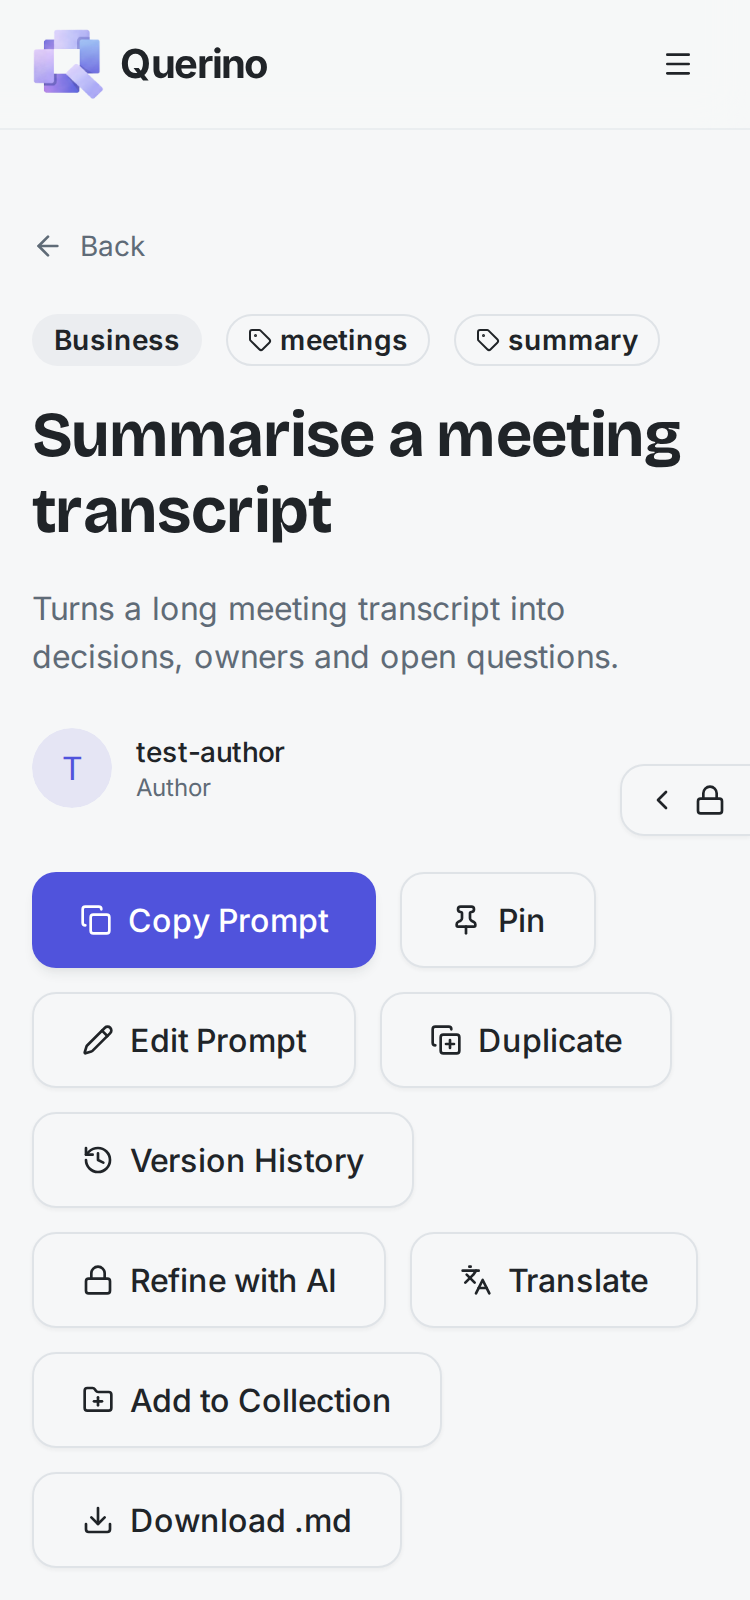 Querino
Back
Business meetings summary
Summarise a meeting
transcript
Turns a long meeting transcript into
decisions, owners and open questions.
T
test-author
Author
Copy Prompt Pin
Edit Prompt Duplicate
Version History
Refine with AI Translate
Add to Collection
Download .md